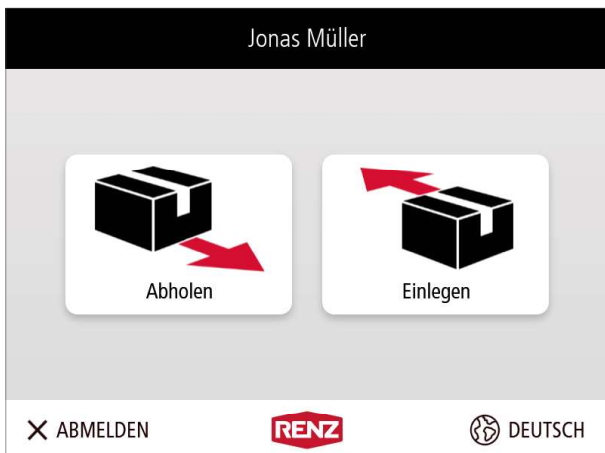 Jonas Müller
Abholen
Einlegen
ABMELDEN
RENZ
DEUTSCH